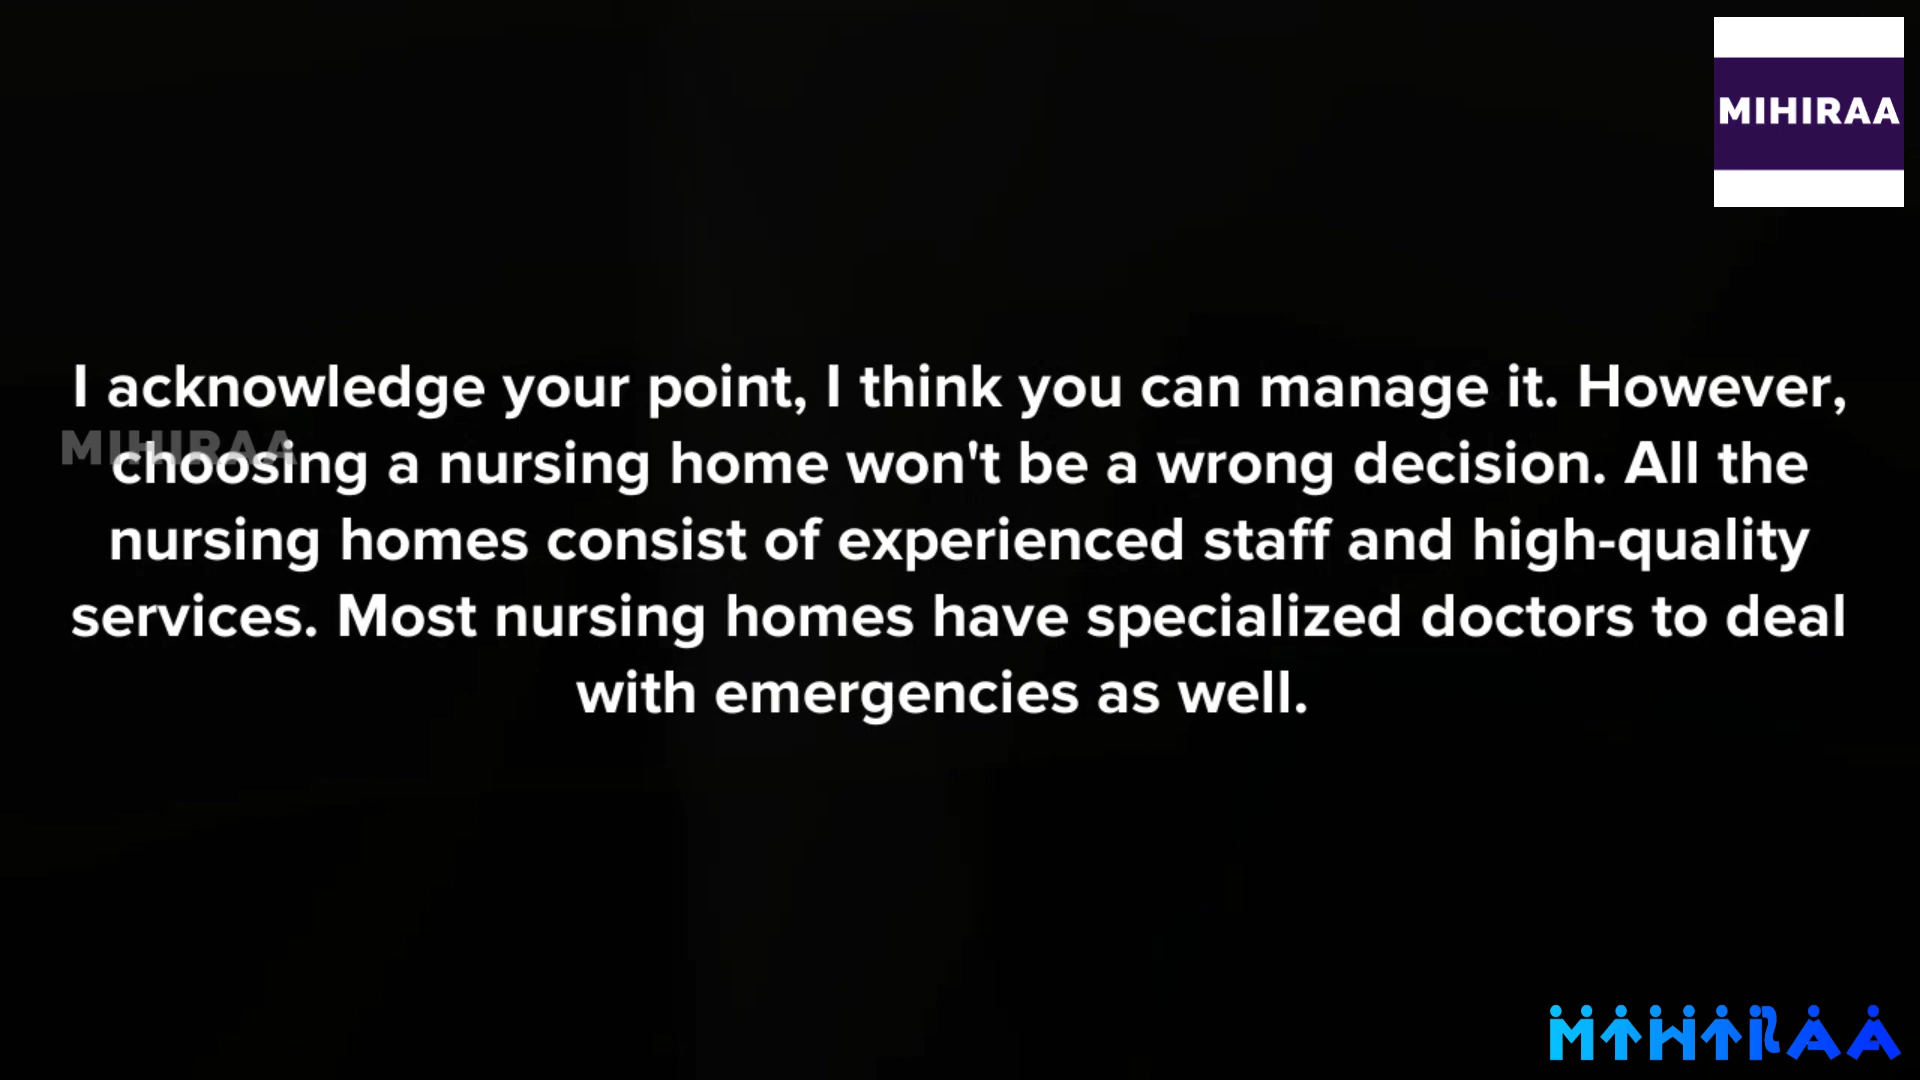 MIHIRAA
I acknowledge your point, I think you can manage it. However,
MIHIRAA
choosing a nursing home won't be a wrong decision. All the
nursing homes consist of experienced staff and high-quality
services. Most nursing homes have specialized doctors to deal
with emergencies as well.
MIHIRAA